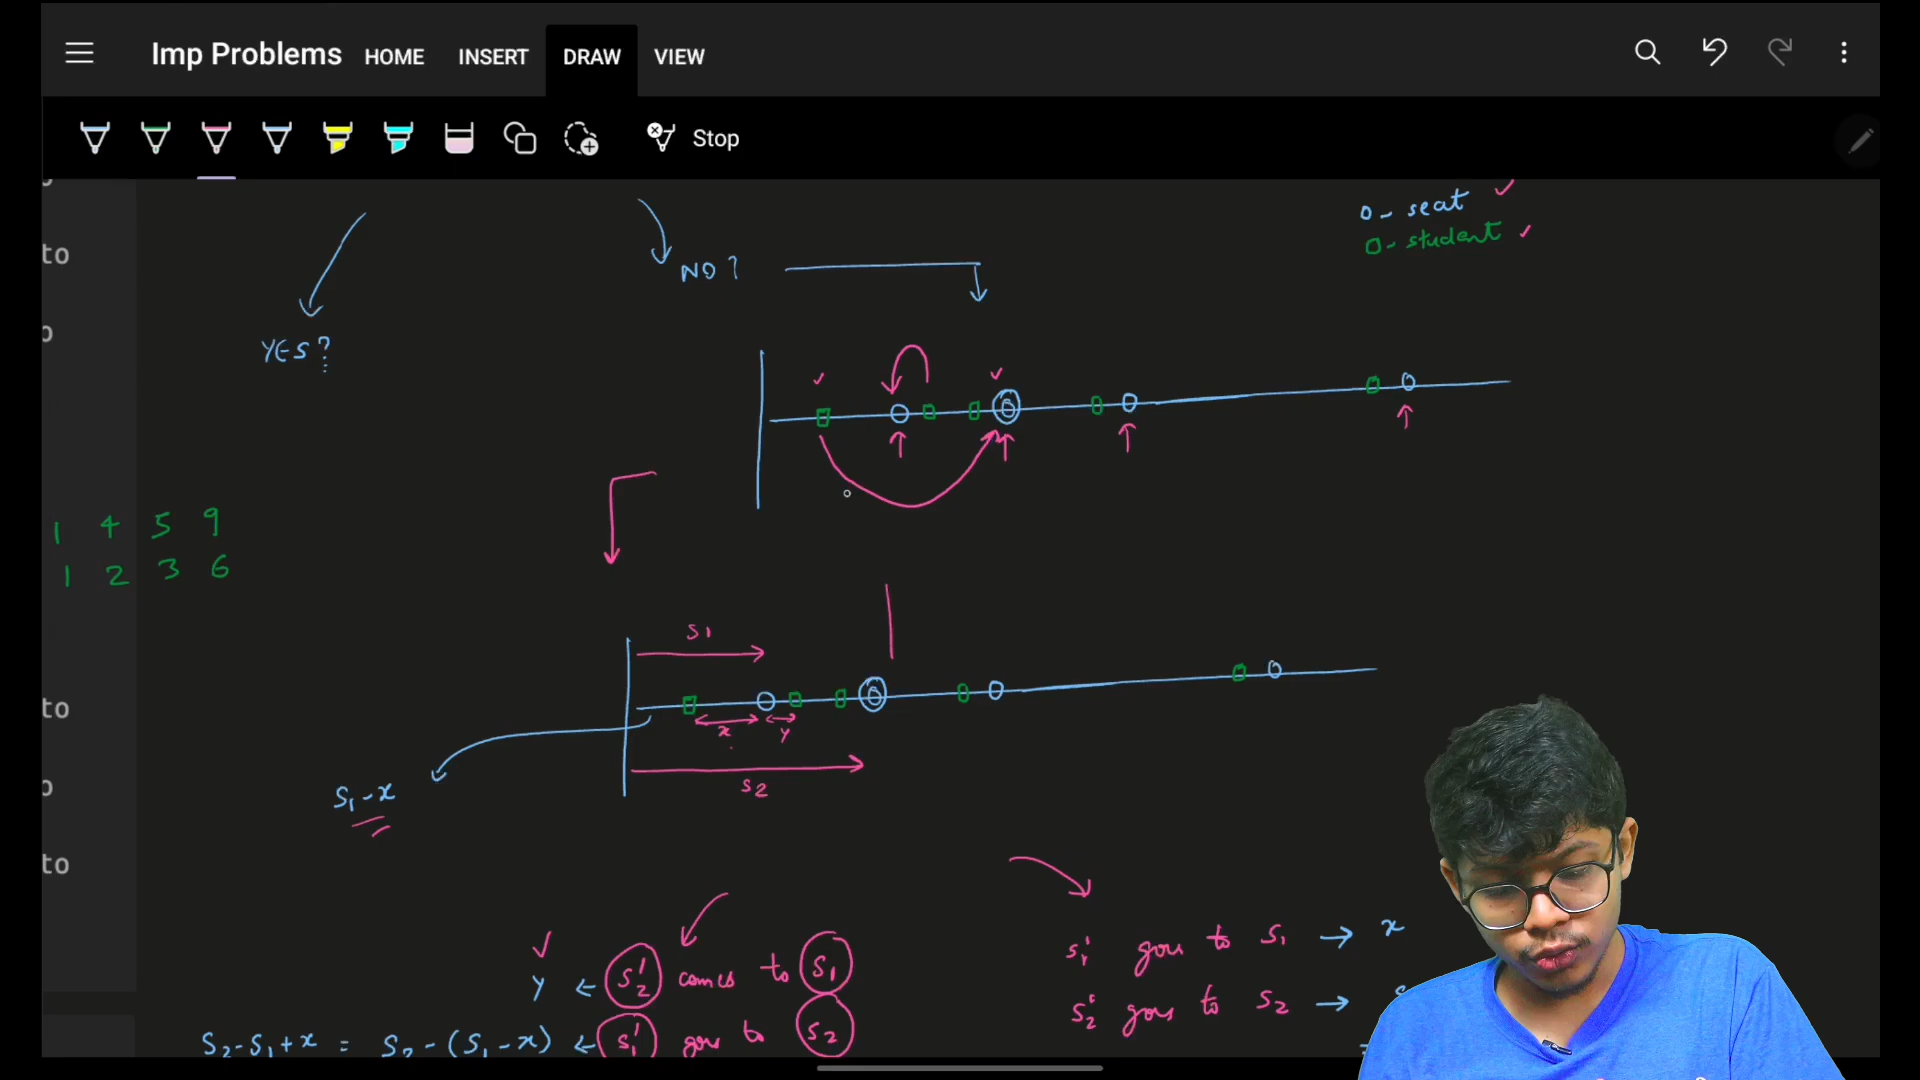 Imp Problems HOME INSERT DRAW VIEW
Stop
to
o - seat
0 - student
NO ?
YES ?
1 4 5 9
1 2 3 6
S1
x y
S2
to
S1 - x
to
y ← S2' comes to S1
S2 - S1 + x = S2 - (S1 - x) ← S1' goes to S2
S1' goes to S1 → x
S2' goes to S2 →